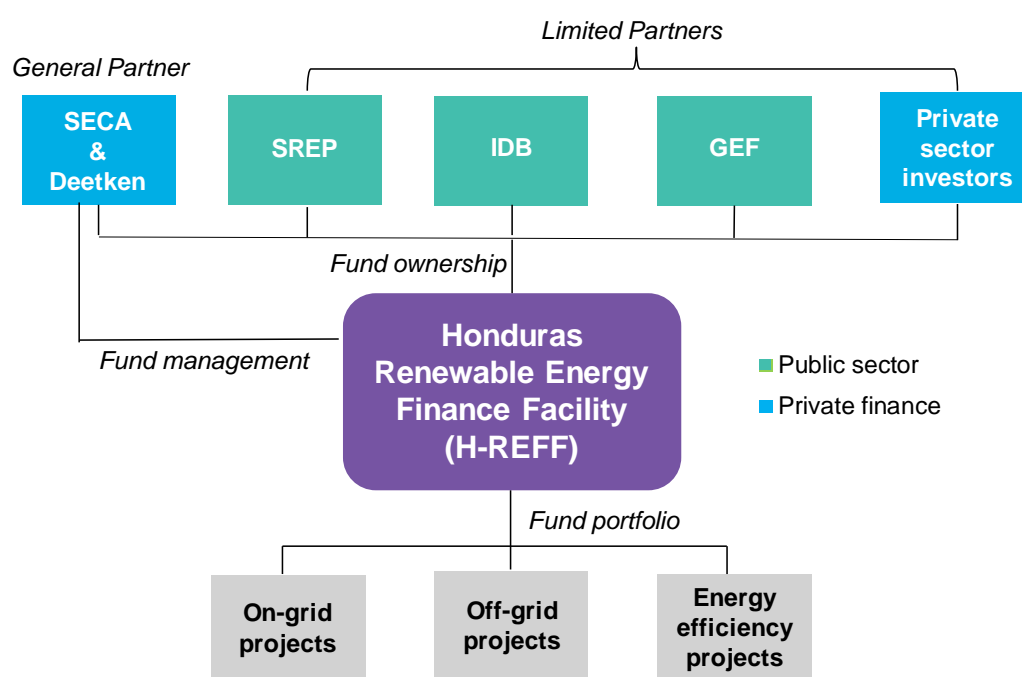 Limited Partners
General Partner
SECA
&
Deetken
SREP
IDB
GEF
Private
sector
investors
Fund ownership
Fund management
Honduras
Renewable Energy
Finance Facility
(H-REFF)
Public sector
Private finance
Fund portfolio
On-grid
projects
Off-grid
projects
Energy
efficiency
projects